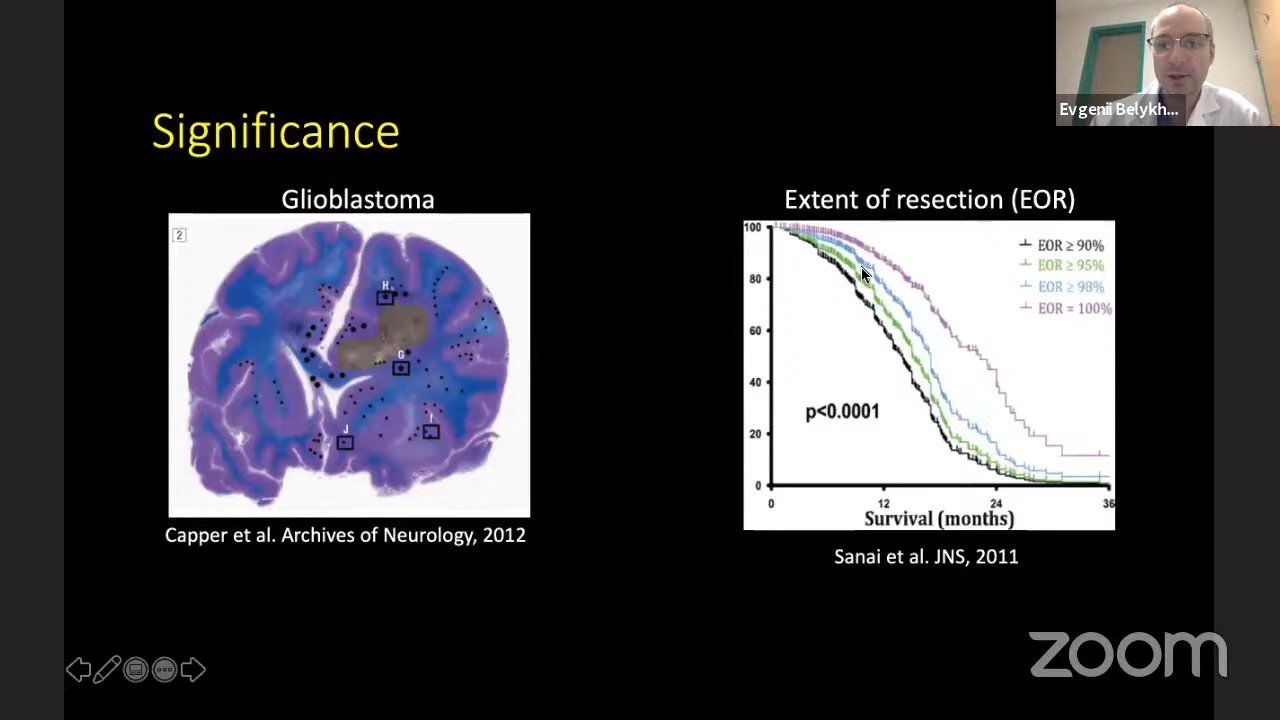 Evgenii Belykh...
Significance
Glioblastoma
2
H
G
I
J
Capper et al. Archives of Neurology, 2012
Extent of resection (EOR)
100
80
60
40
20
0
EOR ≥ 90%
EOR ≥ 95%
EOR ≥ 98%
EOR = 100%
p<0.0001
0 12 24 36
Survival (months)
Sanai et al. JNS, 2011
zoom